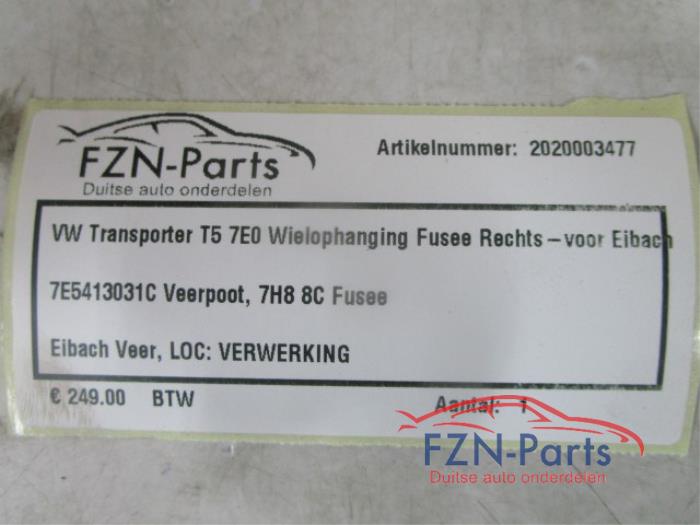 FZN-Parts
Duitse auto onderdelen
Artikelnummer: 2020003477
VW Transporter T5 7E0 Wielophanging Fusee Rechts-voor Eibach
7E5413031C Veerpoot, 7H8 8C Fusee
Eibach Veer, LOC: VERWERKING
€ 249.00 BTW
Aantal: 1
FZN-Parts
Duitse auto onderdelen